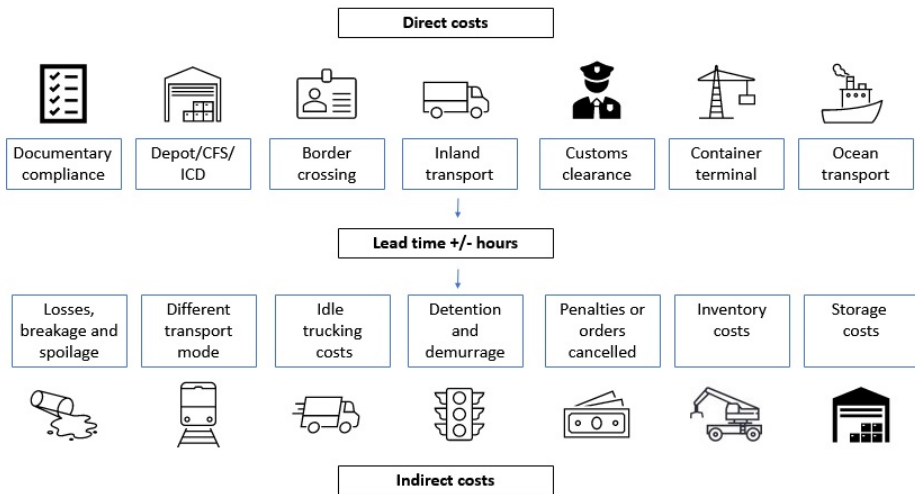 Direct costs
Documentary
compliance
Depot/CFS/
ICD
Border
crossing
Inland
transport
Customs
clearance
Container
terminal
Ocean
transport
Lead time +/- hours
Losses,
breakage and
spoilage
Different
transport
mode
Idle
trucking
costs
Detention
and
demurrage
Penalties or
orders
cancelled
Inventory
costs
Storage
costs
Indirect costs